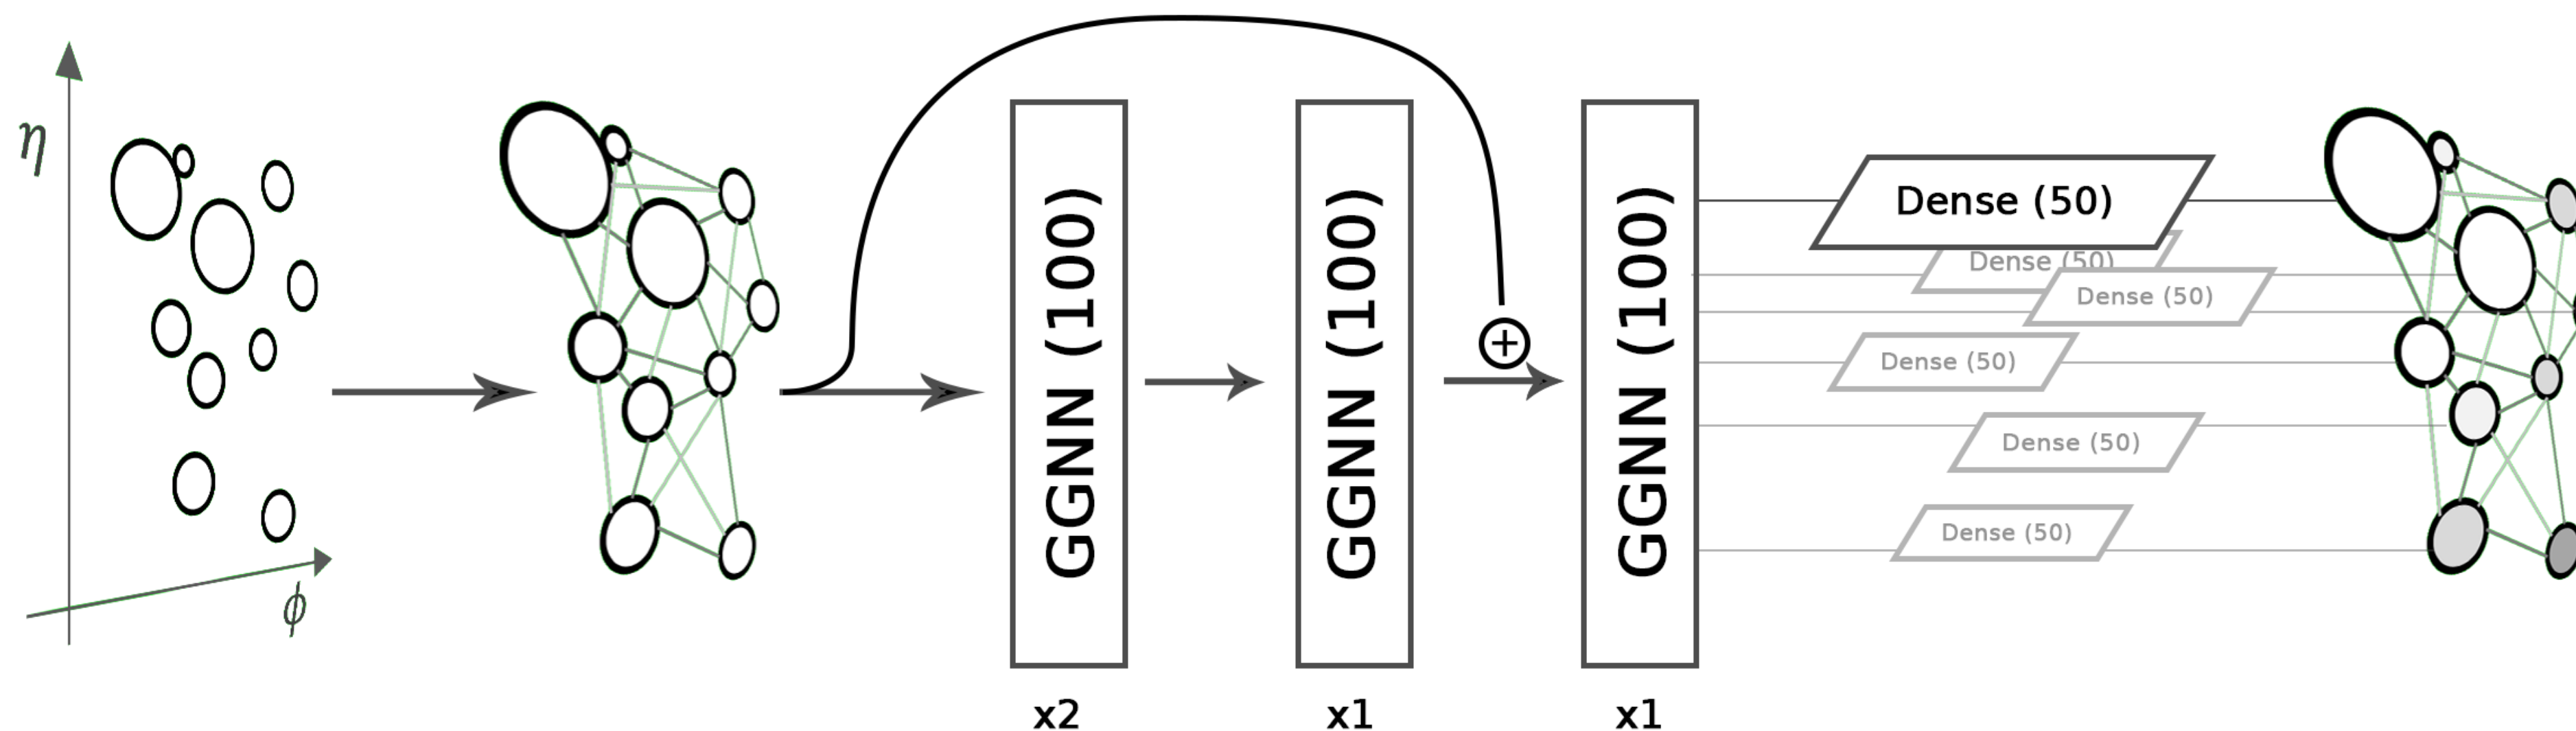 η
ϕ
GGNN (100)
x2
GGNN (100)
x1
+
GGNN (100)
x1
Dense (50)
Dense (50)
Dense (50)
Dense (50)
Dense (50)
Dense (50)